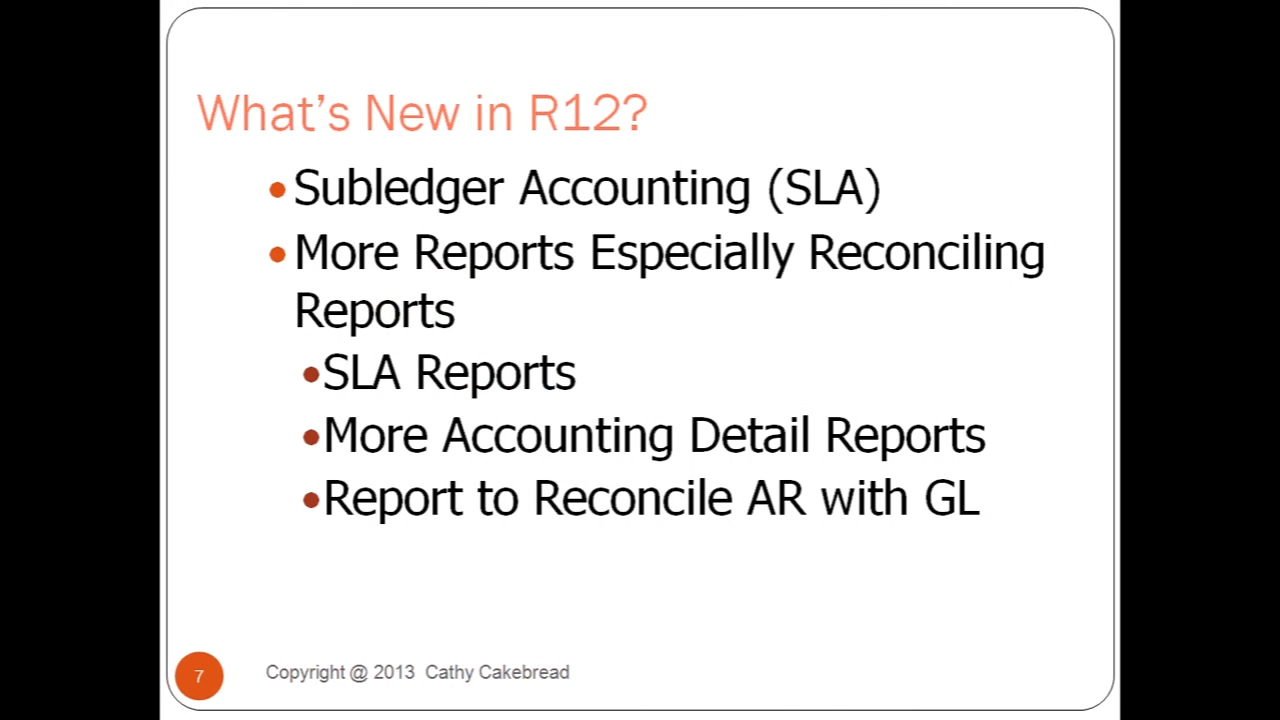 What's New in R12?
•Subledger Accounting (SLA)
•More Reports Especially Reconciling
Reports
•SLA Reports
•More Accounting Detail Reports
•Report to Reconcile AR with GL
7
Copyright @ 2013 Cathy Cakebread